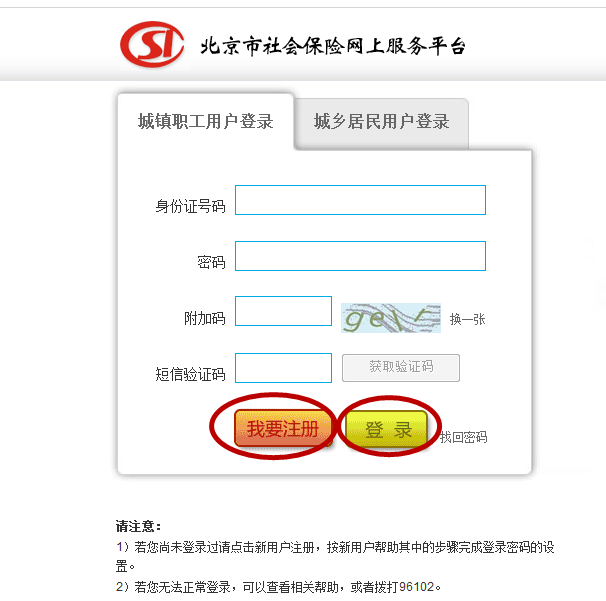 北京市社会保险网上服务平台
城镇职工用户登录
城乡居民用户登录
身份证号码
密码
附加码
换一张
短信验证码
获取验证码
我要注册
登 录
找回密码
请注意：
1）若您尚未登录过请点击新用户注册，按新用户帮助其中的步骤完成登录密码的设
置。
2）若您无法正常登录，可以查看相关帮助，或者拨打96102。